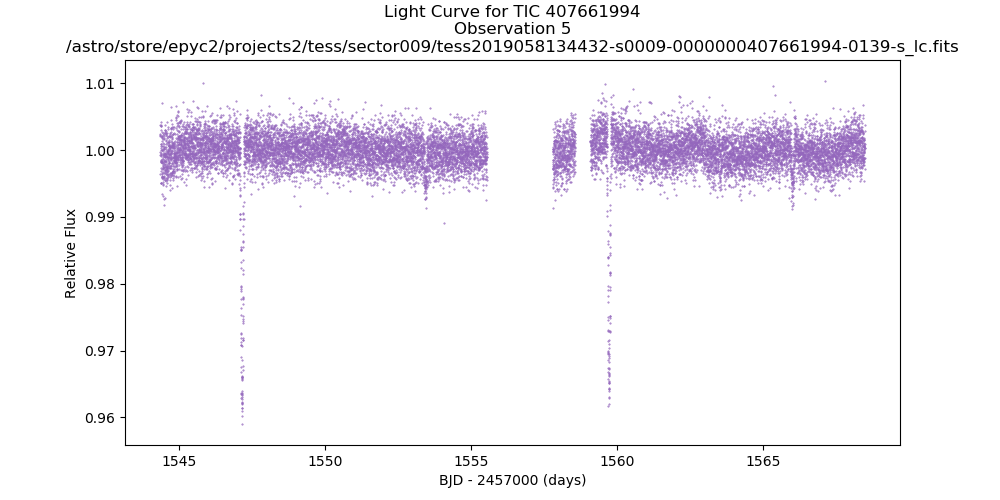 Light Curve for TIC 407661994
Observation 5
/astro/store/epyc2/projects2/tess/sector009/tess2019058134432-s0009-0000000407661994-0139-s_lc.fits
1.01
1.00
0.99
0.98
0.97
0.96
Relative Flux
1545
1550
1555
1560
1565
BJD - 2457000 (days)